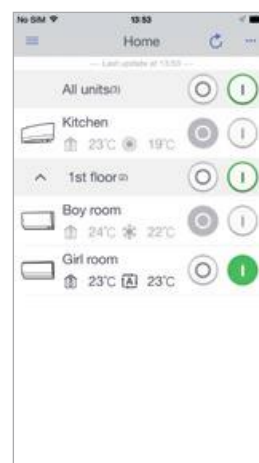 No SIM 13:53
Home
Last update at 13:53
All units(3)
Kitchen
23°C 19°C
1st floor(2)
Boy room
24°C 22°C
Girl room
23°C A 23°C